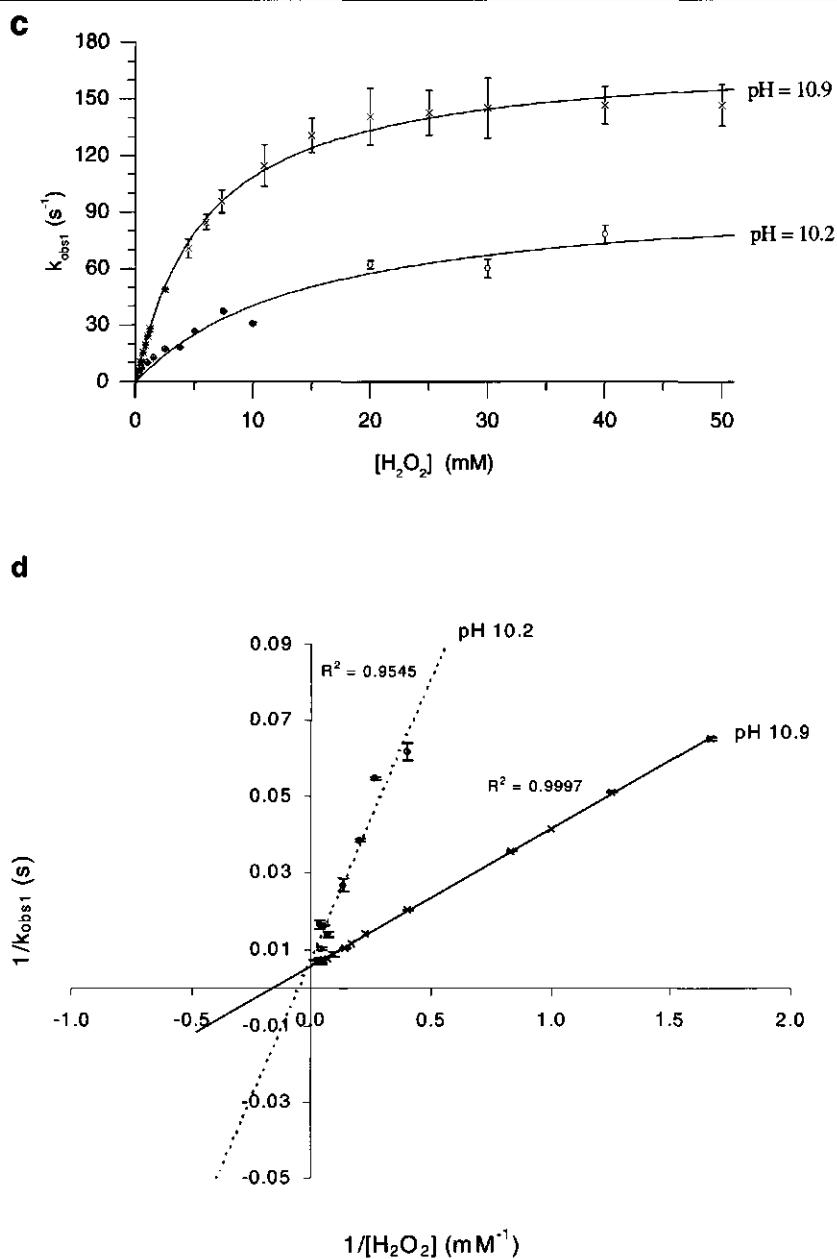 c
180
150
120
90
60
30
0
k_obs1 (s⁻¹)
pH = 10.9
pH = 10.2
0 10 20 30 40 50
[H₂O₂] (mM)
d
pH 10.2
0.09
R² = 0.9545
0.07
pH 10.9
0.05
R² = 0.9997
0.03
0.01
1/k_obs1 (s)
-1.0 -0.5 0.0 0.5 1.0 1.5 2.0
-0.01
-0.03
-0.05
1/[H₂O₂] (mM⁻¹)